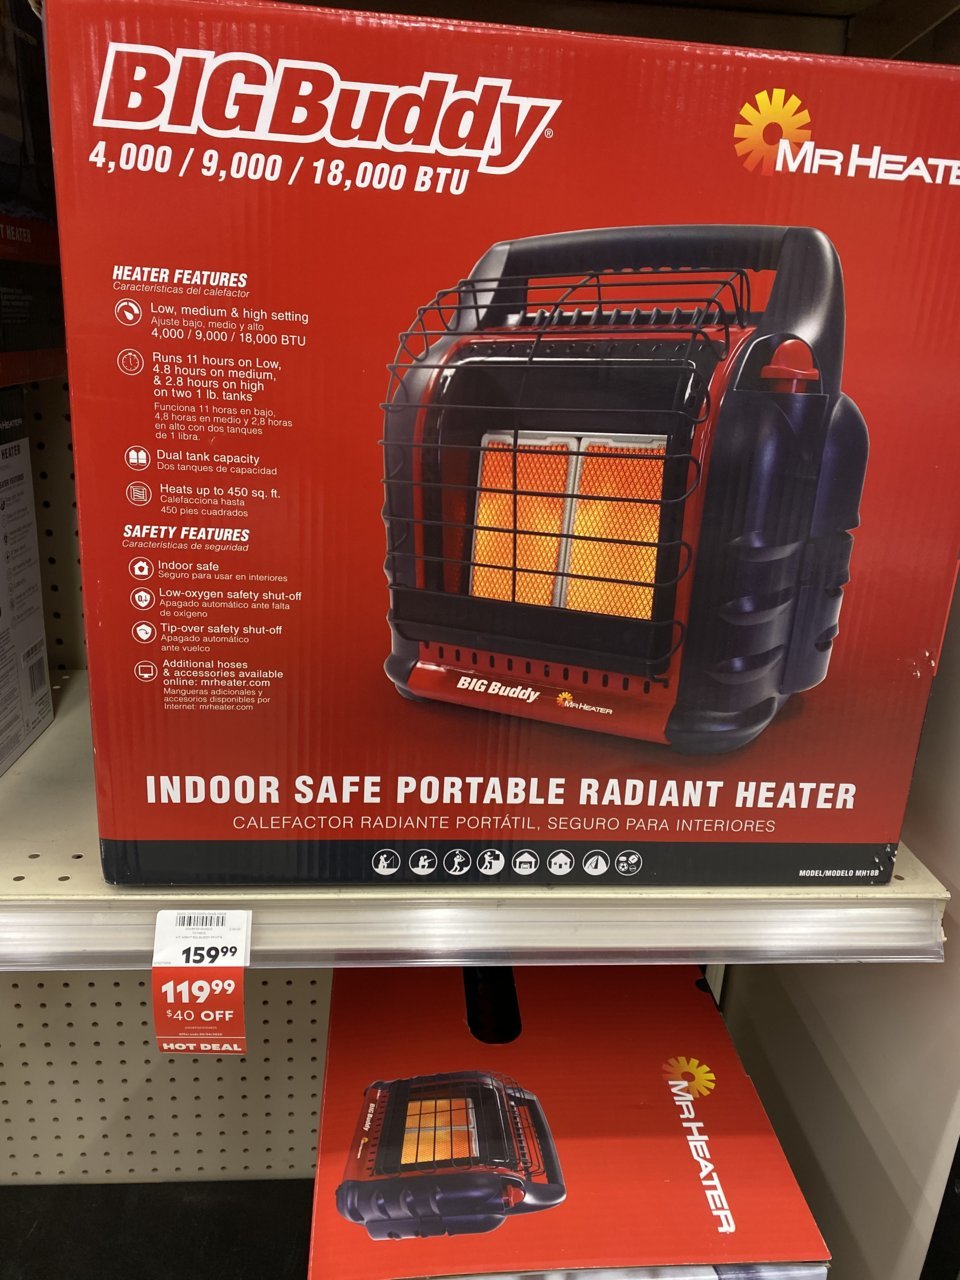 BIGBuddy®
4,000 / 9,000 / 18,000 BTU
MR HEATE
HEATER FEATURES
Características del calefactor
Low, medium & high setting
Ajuste bajo, medio y alto
4,000 / 9,000 / 18,000 BTU
Runs 11 hours on Low,
4.8 hours on medium,
& 2.8 hours on high
on two 1 lb. tanks
Funciona 11 horas en bajo,
4,8 horas en medio y 2,8 horas
en alto con dos tanques
de 1 libra.
Dual tank capacity
Dos tanques de capacidad
Heats up to 450 sq. ft.
Calefacciona hasta
450 pies cuadrados
SAFETY FEATURES
Características de seguridad
Indoor safe
Seguro para usar en interiores
Low-oxygen safety shut-off
Apagado automático ante falta
de oxígeno
Tip-over safety shut-off
Apagado automático
ante vuelco
Additional hoses
& accessories available
online: mrheater.com
Mangueras adicionales y
accesorios disponibles por
Internet: mrheater.com
BIG Buddy
MR HEATER
INDOOR SAFE PORTABLE RADIANT HEATER
CALEFACTOR RADIANTE PORTÁTIL, SEGURO PARA INTERIORES
MODEL/MODELO MH18B
T HEATER
HEATER
159.99
119.99
$40 OFF
HOT DEAL
BIG Buddy
MR HEATER